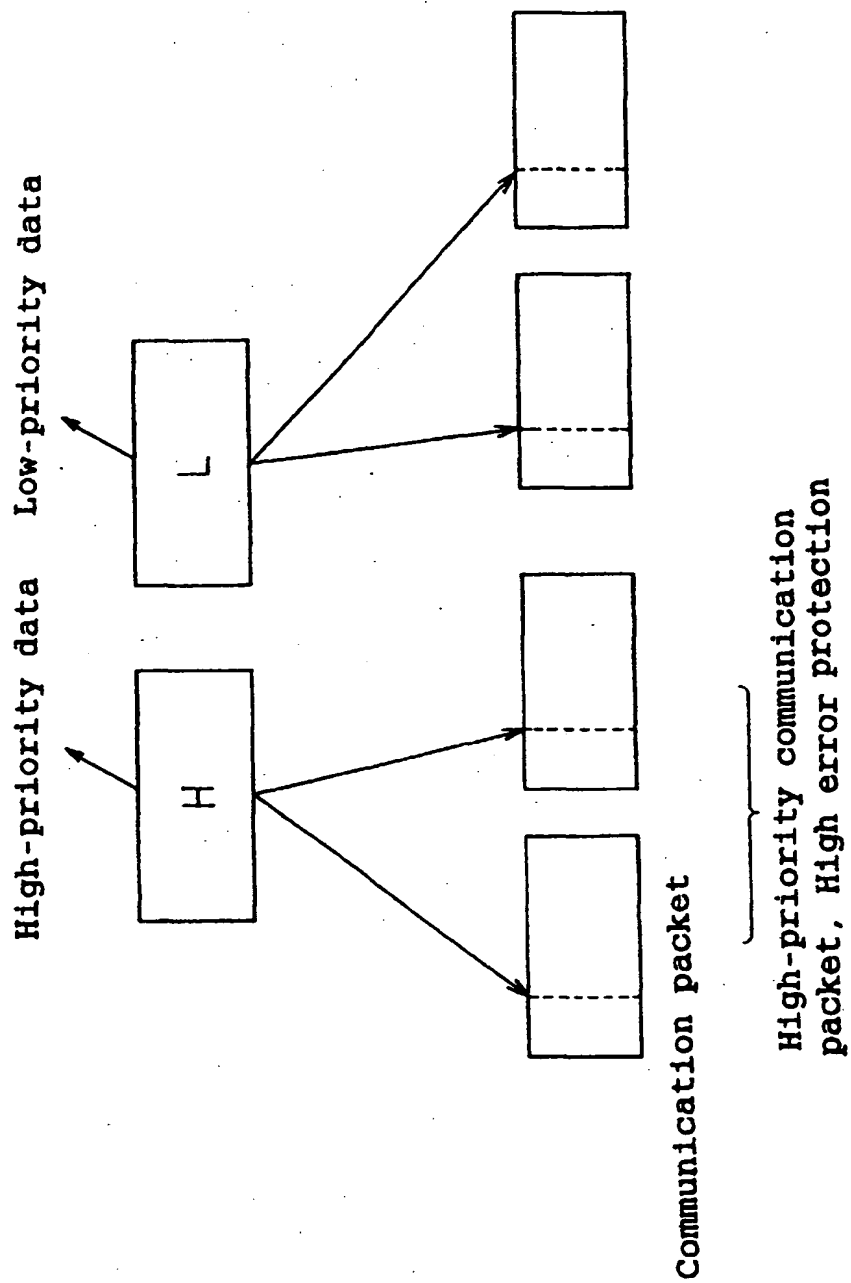 High-priority data
Low-priority data
H
L
Communication packet
High-priority communication
packet, High error protection